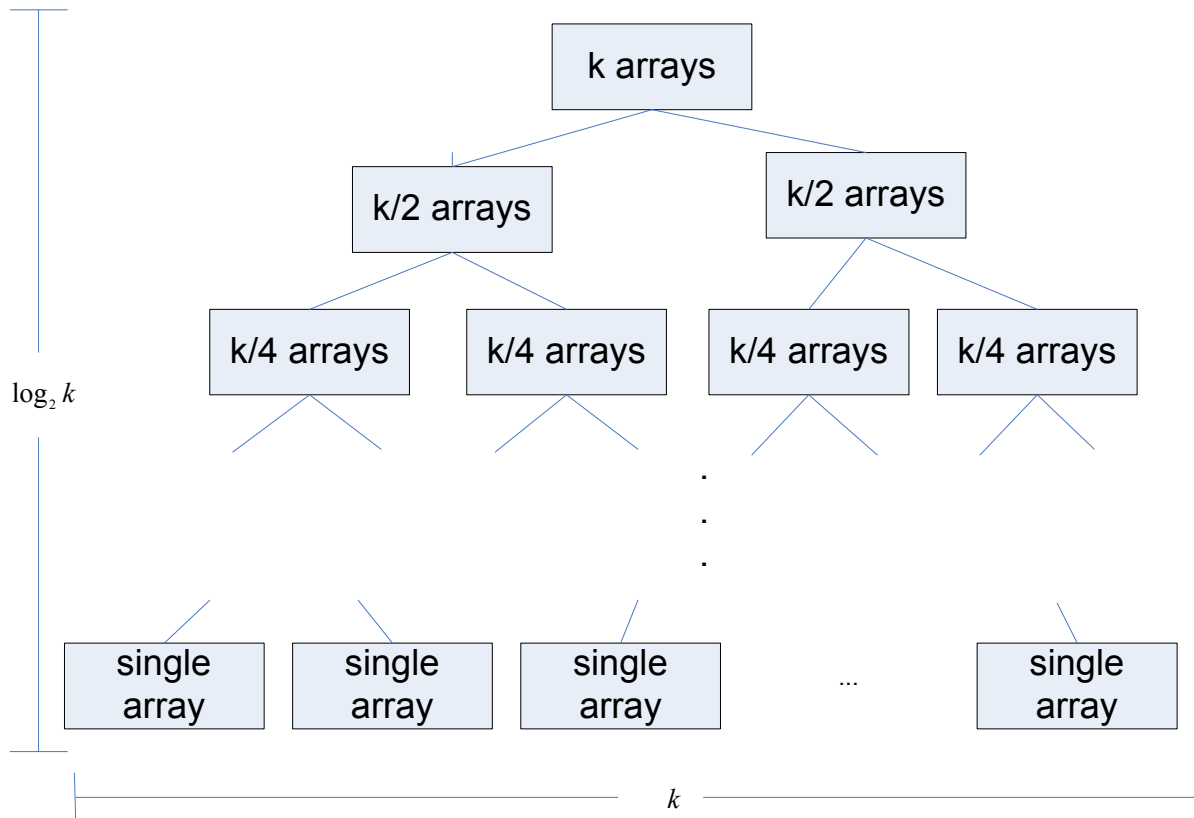 k arrays
k/2 arrays
k/2 arrays
k/4 arrays
k/4 arrays
k/4 arrays
k/4 arrays
log₂ k
.
.
.
single
array
single
array
single
array
...
single
array
k